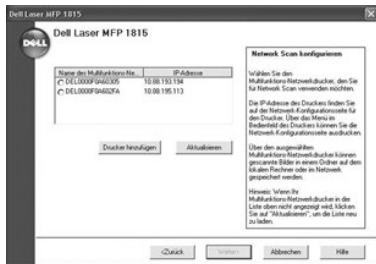 Dell Laser MFP 1815
Dell Laser MFP 1815
DELL
Network Scan konfigurieren
Name des Multifunktions-Ne...
IP-Adresse
DEL0000F0A60305
10.88.193.194
DEL0000F0A602FA
10.88.195.113
Drucker hinzufügen
Aktualisieren
Wählen Sie den
Multifunktions-Netzwerkdrucker, den Sie
für Network Scan verwenden möchten.
Die IP-Adresse des Druckers finden Sie
auf der Netzwerk-Konfigurationsseite für
den Drucker. Über das Menü im
Bedienfeld des Druckers können Sie die
Netzwerk-Konfigurationsseite ausdrucken.
Über den ausgewählten
Multifunktions-Netzwerkdrucker können
gescannte Bilder in einem Ordner auf dem
lokalen Rechner oder im Netzwerk
gespeichert werden.
Hinweis: Wenn Ihr
Multifunktions-Netzwerkdrucker in der
Liste oben nicht angezeigt wird, klicken
Sie auf "Aktualisieren", um die Liste neu
zu laden.
<Zurück
Weiter>
Abbrechen
Hilfe